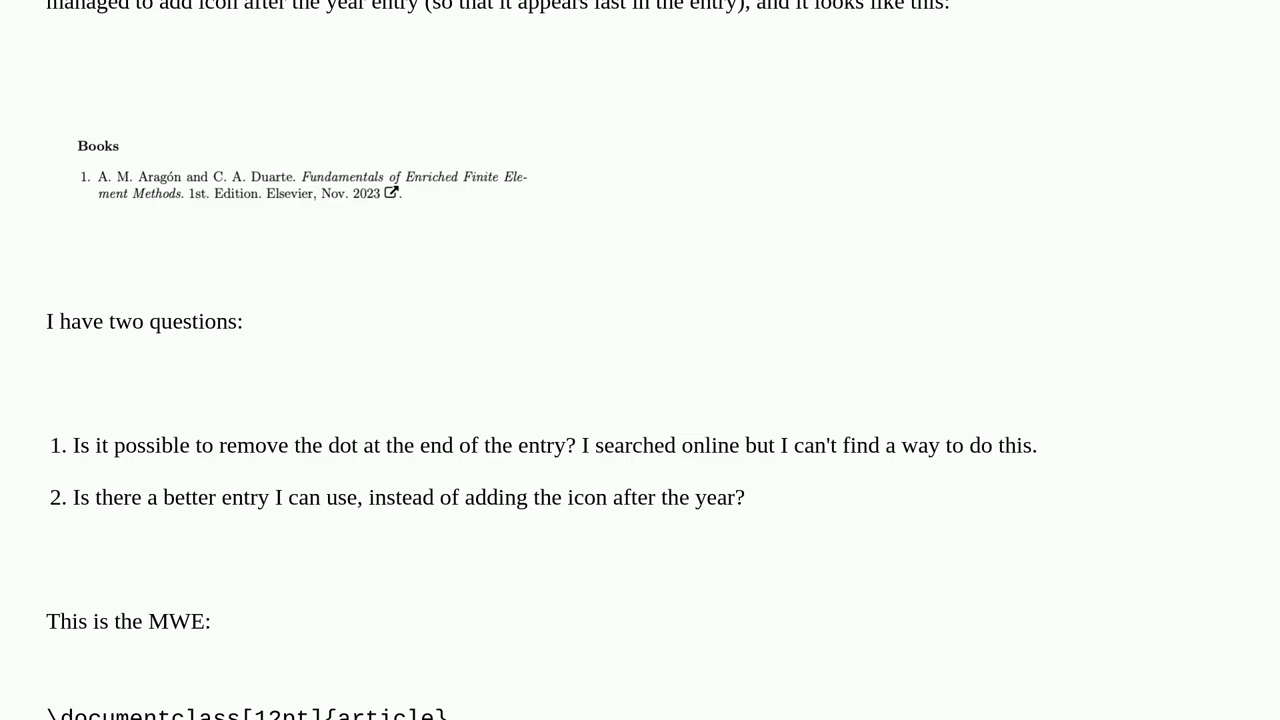 managed to add icon after the year entry (so that it appears last in the entry), and it looks like this:
Books
1. A. M. Aragón and C. A. Duarte. Fundamentals of Enriched Finite Ele-
ment Methods. 1st. Edition. Elsevier, Nov. 2023 .
I have two questions:
1. Is it possible to remove the dot at the end of the entry? I searched online but I can't find a way to do this.
2. Is there a better entry I can use, instead of adding the icon after the year?
This is the MWE:
\documentclass[12pt]{article}